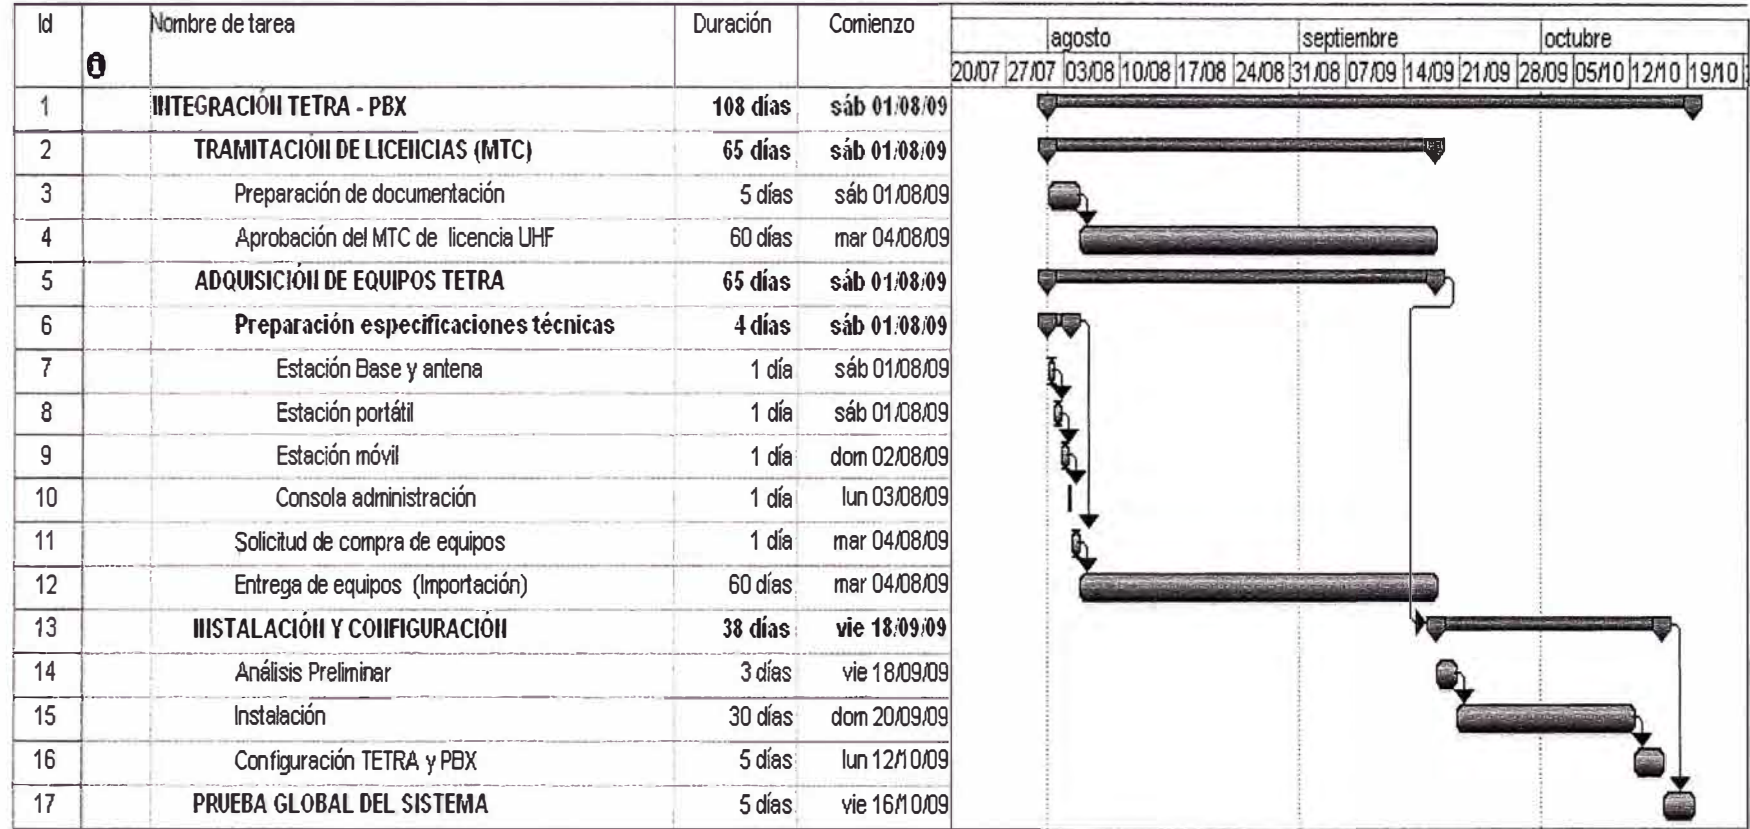 Id Nombre de tarea Duración Comienzo
agosto septiembre octubre
20/07 27/07 03/08 10/08 17/08 24/08 31/08 07/09 14/09 21/09 28/09 05/10 12/10 19/10
1 INTEGRACIÓN TETRA - PBX 108 días sáb 01/08/09
2 TRAMITACIÓN DE LICENCIAS (MTC) 65 días sáb 01/08/09
3 Preparación de documentación 5 días sáb 01/08/09
4 Aprobación del MTC de licencia UHF 60 días mar 04/08/09
5 ADQUISICIÓN DE EQUIPOS TETRA 65 días sáb 01/08/09
6 Preparación especificaciones técnicas 4 días sáb 01/08/09
7 Estación Base y antena 1 día sáb 01/08/09
8 Estación portátil 1 día sáb 01/08/09
9 Estación móvil 1 día dom 02/08/09
10 Consola administración 1 día lun 03/08/09
11 Solicitud de compra de equipos 1 día mar 04/08/09
12 Entrega de equipos (Importación) 60 días mar 04/08/09
13 INSTALACIÓN Y CONFIGURACIÓN 38 días vie 18/09/09
14 Análisis Preliminar 3 días vie 18/09/09
15 Instalación 30 días dom 20/09/09
16 Configuración TETRA y PBX 5 días lun 12/10/09
17 PRUEBA GLOBAL DEL SISTEMA 5 días vie 16/10/09